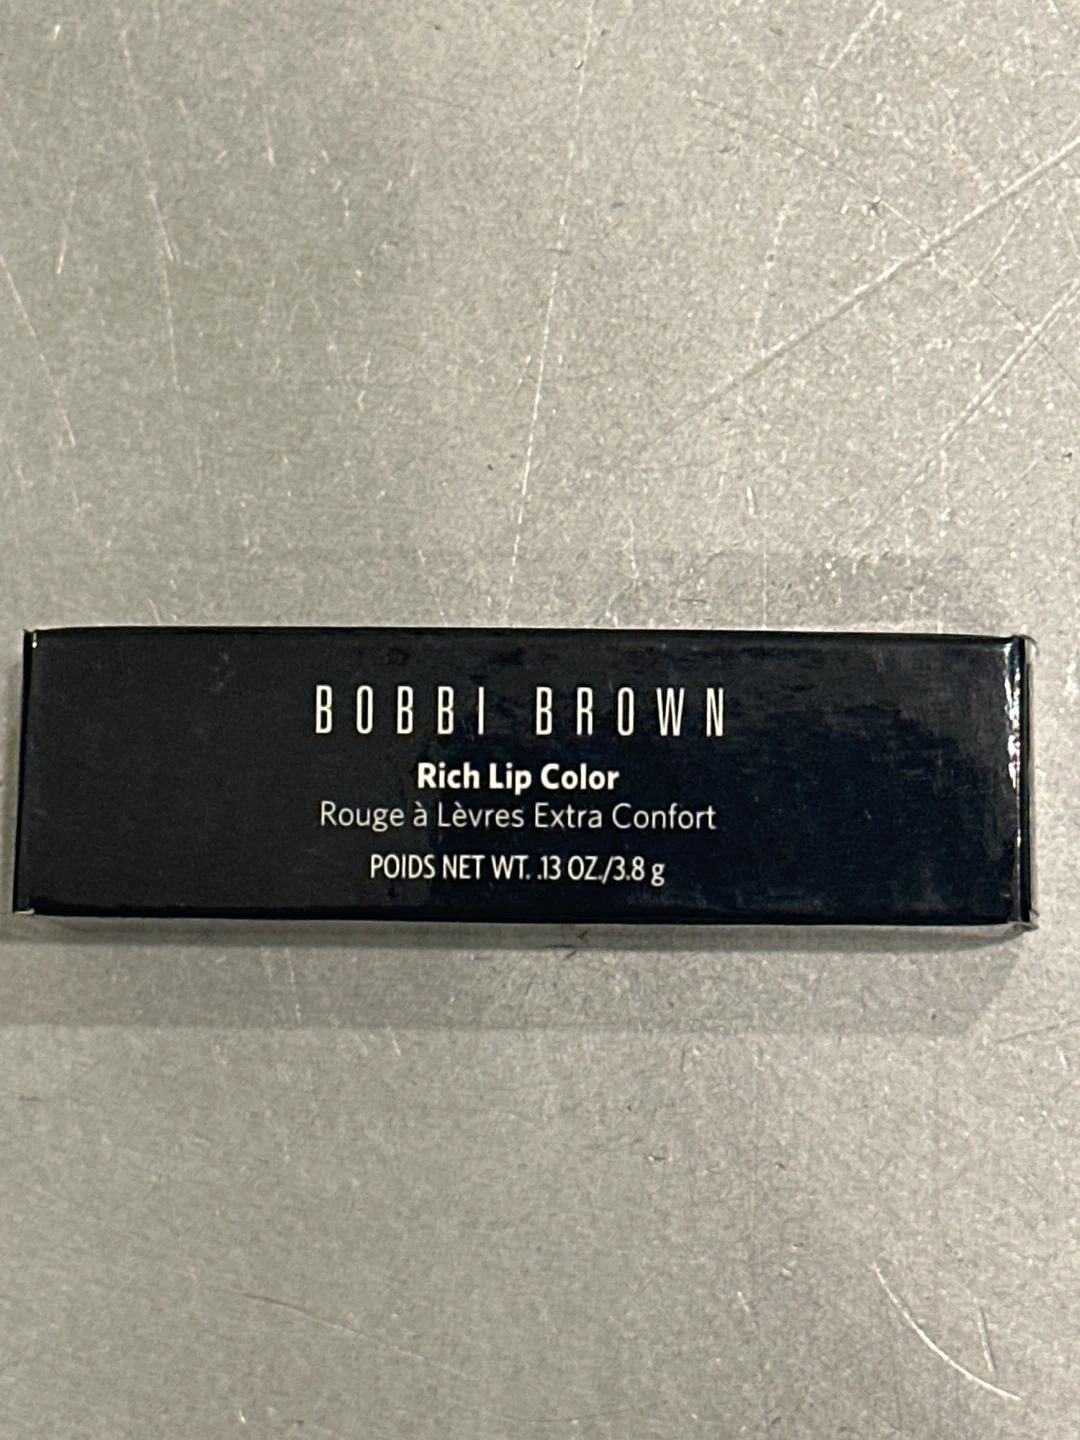 BOBBI BROWN
Rich Lip Color
Rouge à Lèvres Extra Confort
POIDS NET WT. .13 OZ./3.8 g